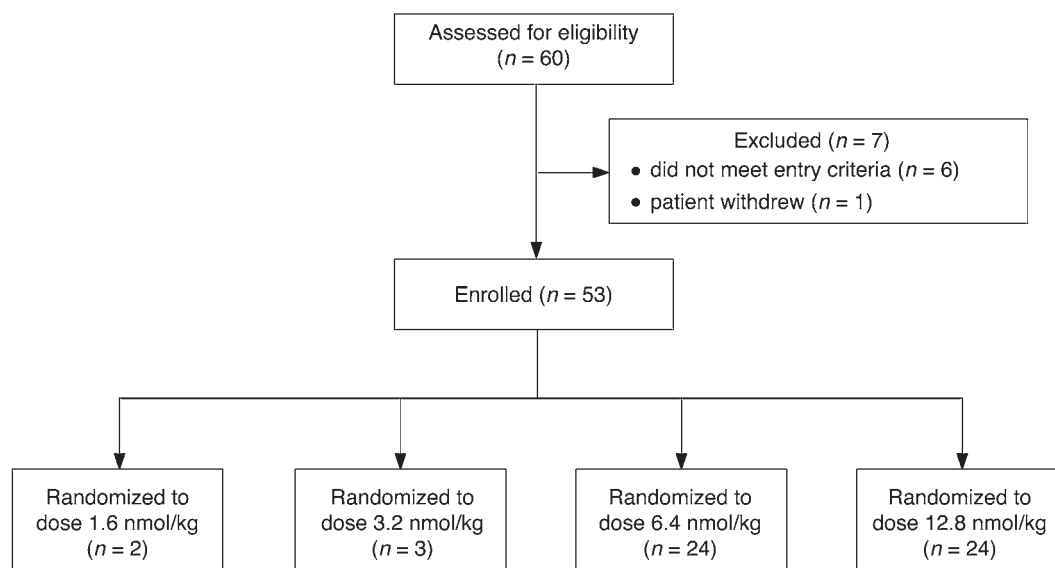 Assessed for eligibility
(n = 60)
Excluded (n = 7)
• did not meet entry criteria (n = 6)
• patient withdrew (n = 1)
Enrolled (n = 53)
Randomized to
dose 1.6 nmol/kg
(n = 2)
Randomized to
dose 3.2 nmol/kg
(n = 3)
Randomized to
dose 6.4 nmol/kg
(n = 24)
Randomized to
dose 12.8 nmol/kg
(n = 24)